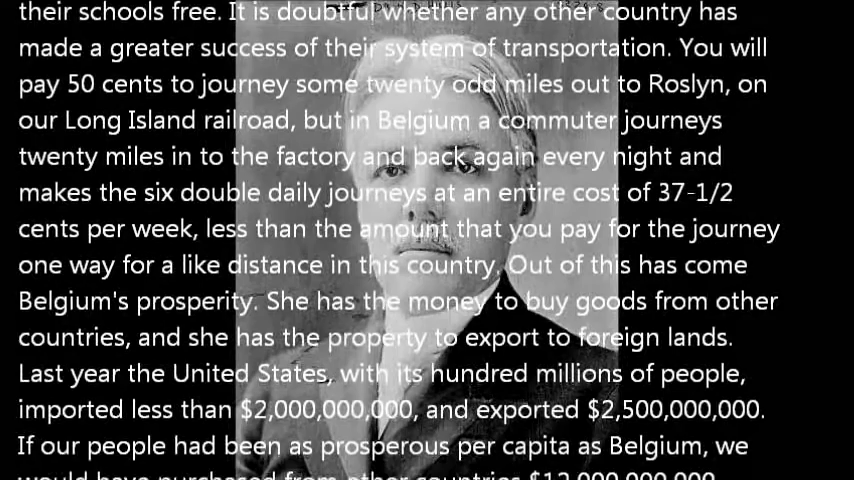 their schools free. It is doubtful whether any other country has
made a greater success of their system of transportation. You will
pay 50 cents to journey some twenty odd miles out to Roslyn, on
our Long Island railroad, but in Belgium a commuter journeys
twenty miles in to the factory and back again every night and
makes the six double daily journeys at an entire cost of 37-1/2
cents per week, less than the amount that you pay for the journey
one way for a like distance in this country. Out of this has come
Belgium's prosperity. She has the money to buy goods from other
countries, and she has the property to export to foreign lands.
Last year the United States, with its hundred millions of people,
imported less than $2,000,000,000, and exported $2,500,000,000.
If our people had been as prosperous per capita as Belgium, we
would have purchased from other countries $12,000,000,000